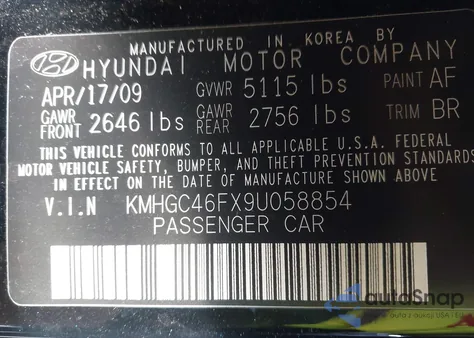 MANUFACTURED IN KOREA BY
HYUNDAI MOTOR COMPANY
APR/17/09 GVWR 5115 lbs PAINT AF
GAWR FRONT 2646 lbs GAWR REAR 2756 lbs TRIM BR
THIS VEHICLE CONFORMS TO ALL APPLICABLE U.S.A. FEDERAL
MOTOR VEHICLE SAFETY, BUMPER, AND THEFT PREVENTION STANDARDS
IN EFFECT ON THE DATE OF MANUFACTURE SHOWN ABOVE
V.I.N KMHGC46FX9U058854
PASSENGER CAR
autoSnap